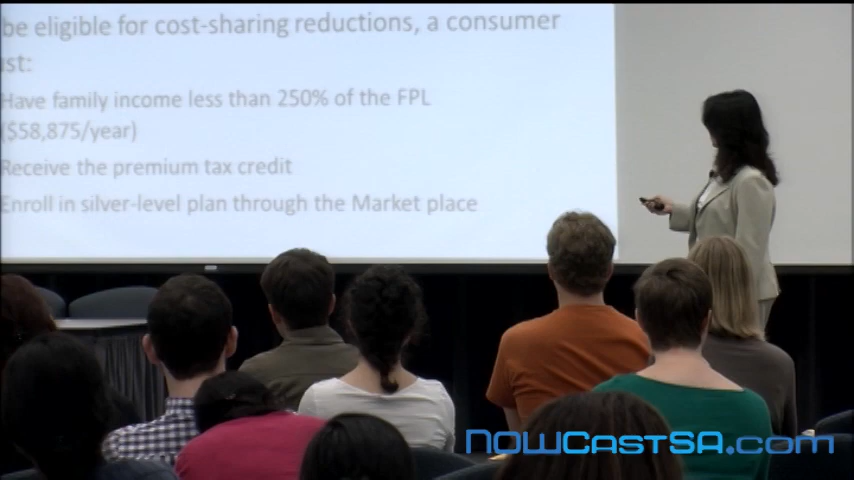 be eligible for cost-sharing reductions, a consumer
ust:
Have family income less than 250% of the FPL
($58,875/year)
Receive the premium tax credit
Enroll in silver-level plan through the Market place
NOWCASTSA.com